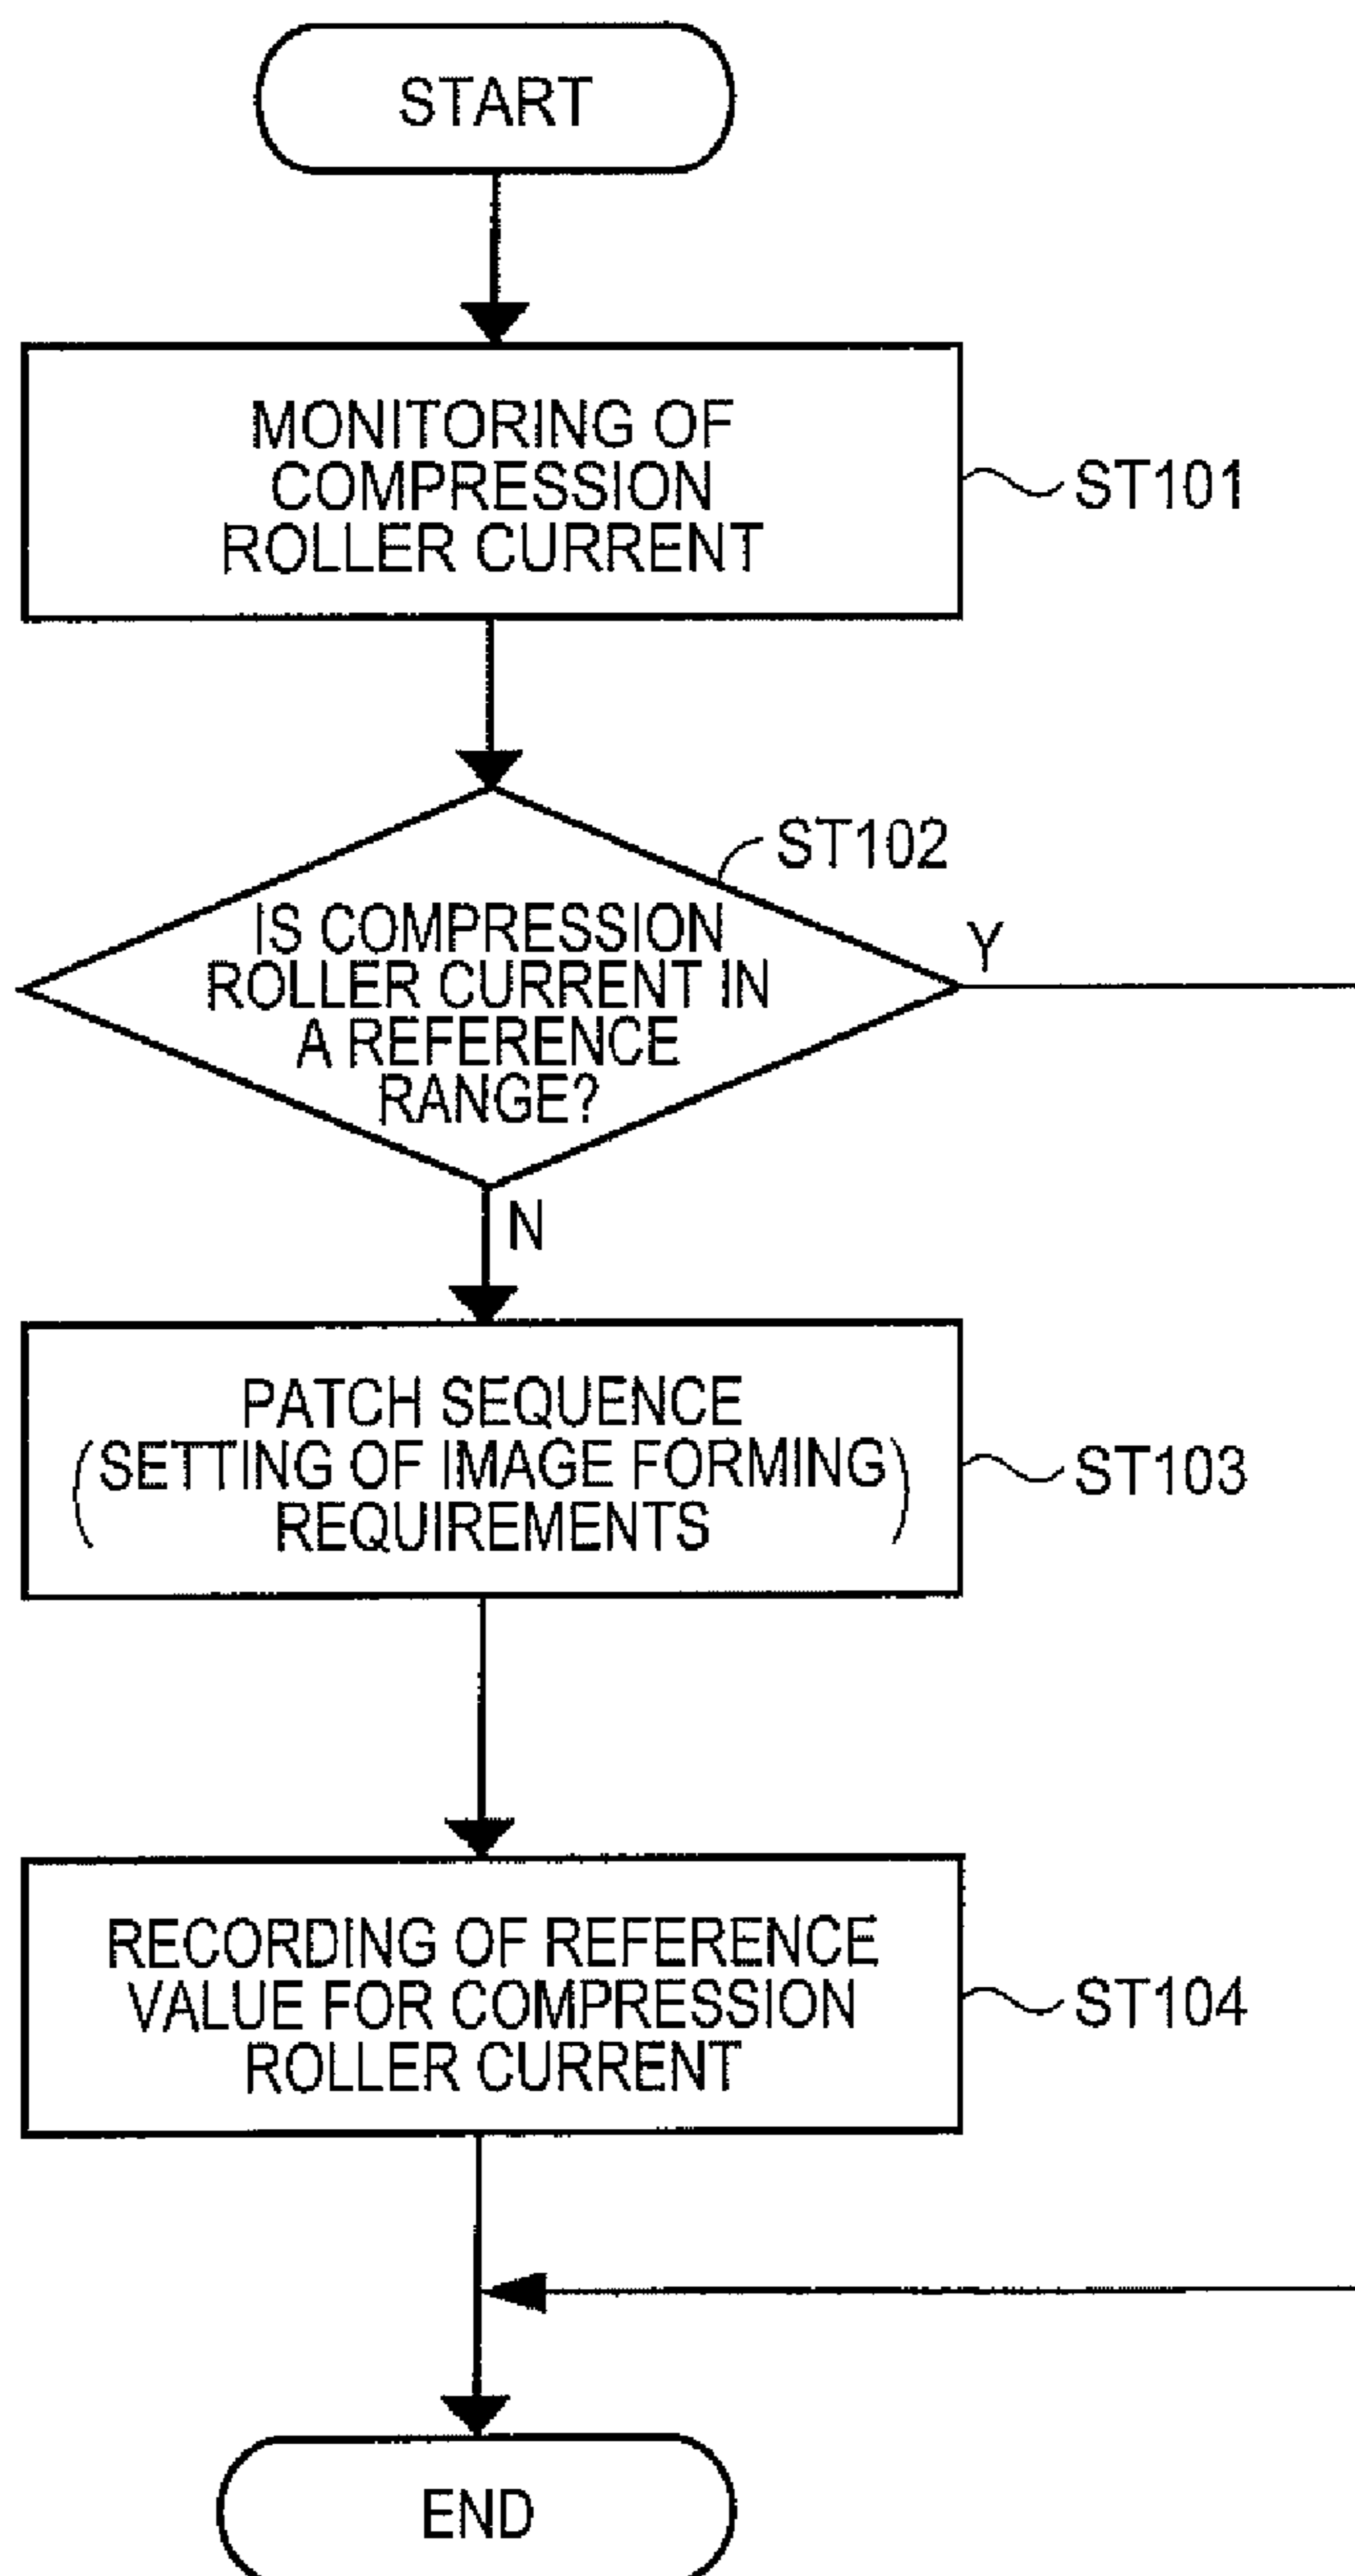 START
MONITORING OF
COMPRESSION
ROLLER CURRENT
ST101
ST102
IS COMPRESSION
ROLLER CURRENT IN
A REFERENCE
RANGE?
Y
N
PATCH SEQUENCE
(SETTING OF IMAGE FORMING
REQUIREMENTS)
ST103
RECORDING OF REFERENCE
VALUE FOR COMPRESSION
ROLLER CURRENT
ST104
END